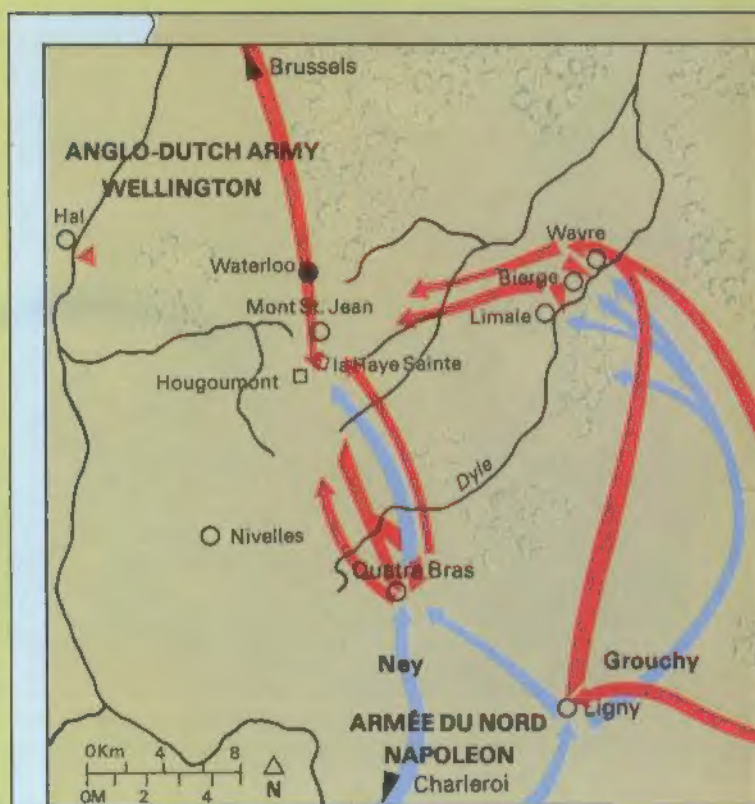 Brussels
ANGLO-DUTCH ARMY
WELLINGTON
Hal
Wavre
Waterloo
Bierge
Mont St. Jean
Limale
la Haye Sainte
Hougoumont
Dyle
Nivelles
Quatre Bras
Ney
Grouchy
Ligny
ARMÉE DU NORD
NAPOLEON
0Km 4 8
N
0M 2 4
Charleroi